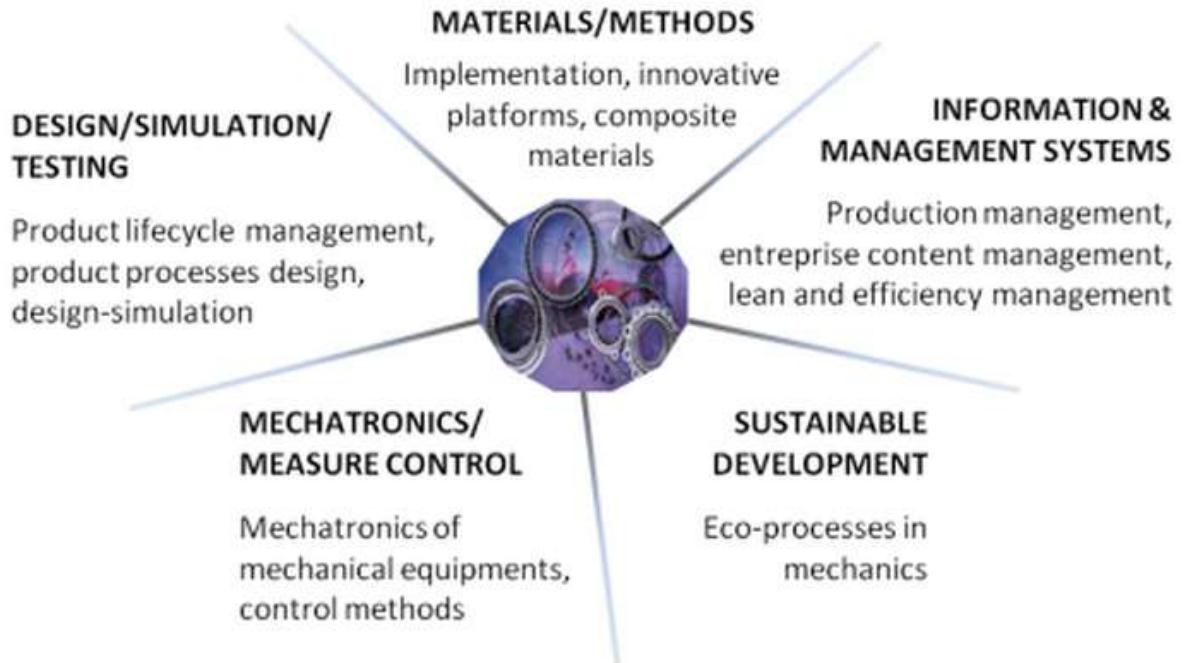 MATERIALS/METHODS
Implementation, innovative
platforms, composite
materials
DESIGN/SIMULATION/
TESTING
Product lifecycle management,
product processes design,
design-simulation
INFORMATION &
MANAGEMENT SYSTEMS
Production management,
entreprise content management,
lean and efficiency management
MECHATRONICS/
MEASURE CONTROL
Mechatronics of
mechanical equipments,
control methods
SUSTAINABLE
DEVELOPMENT
Eco-processes in
mechanics